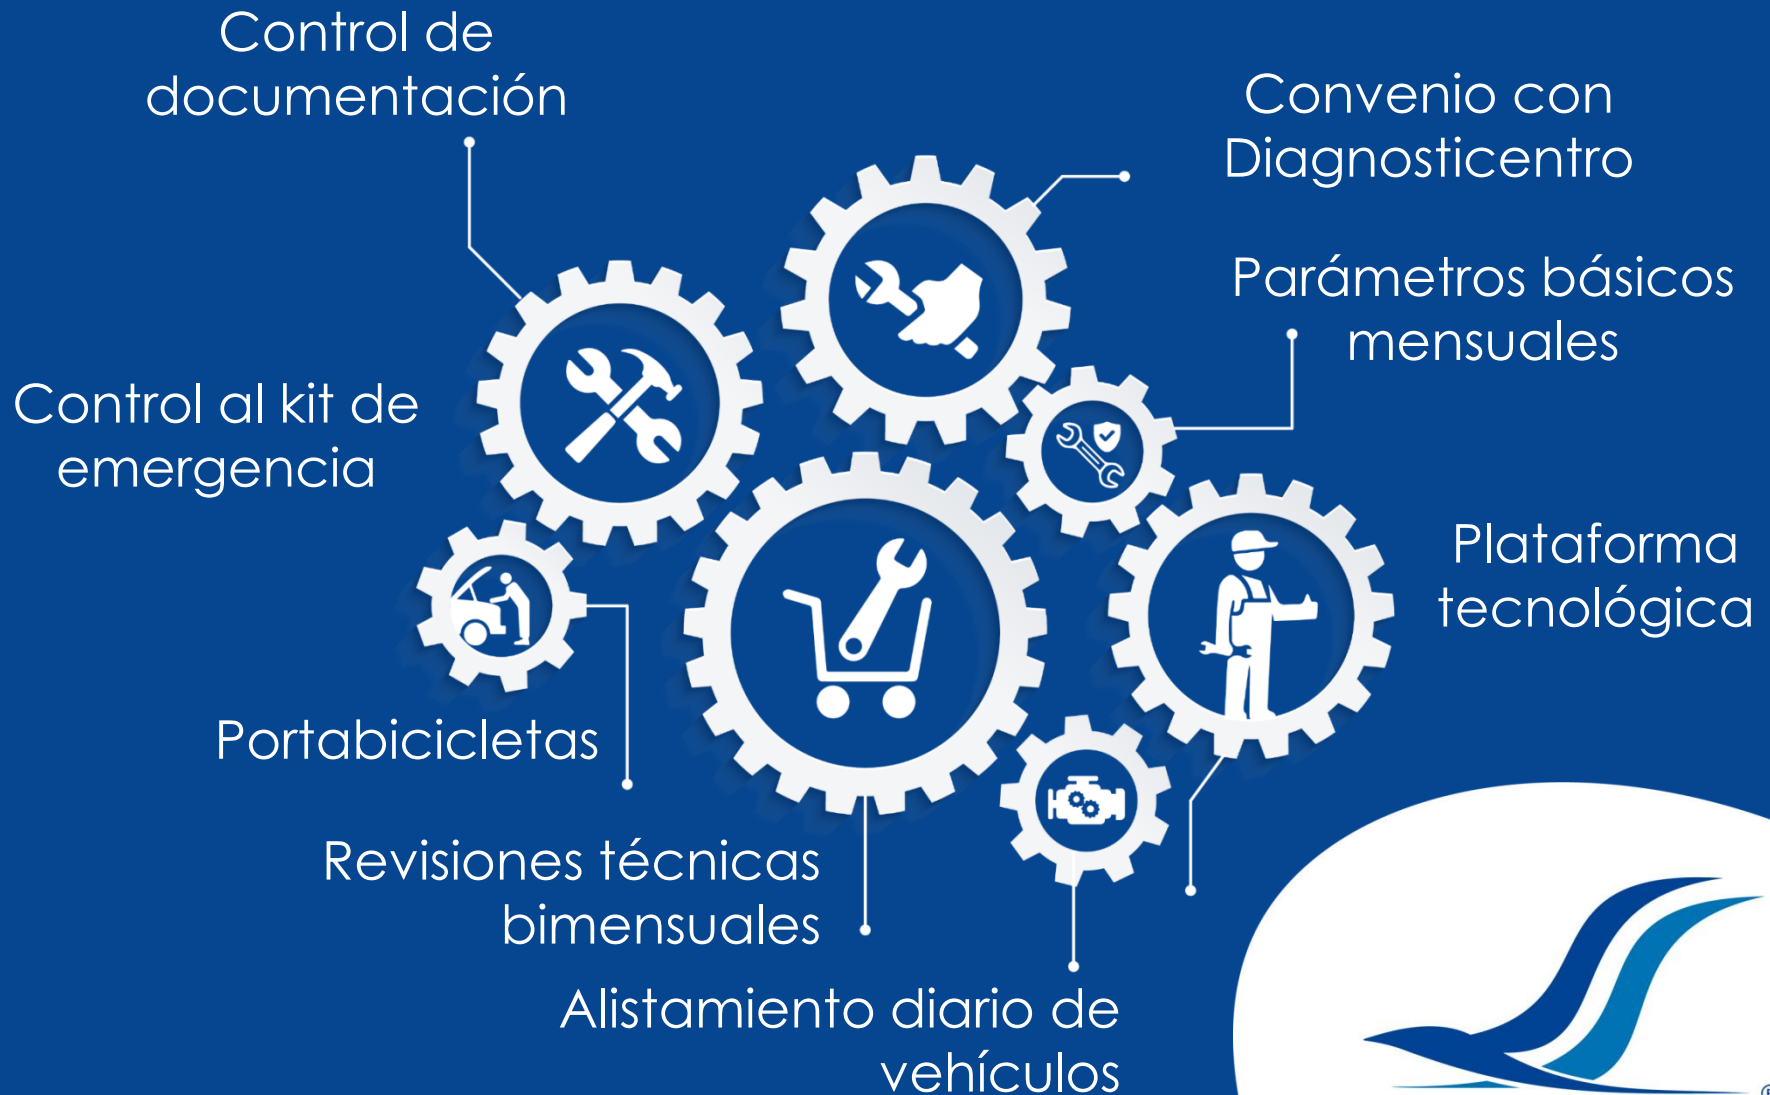 Control de
documentación
Convenio con
Diagnosticentro
Parámetros básicos
mensuales
Control al kit de
emergencia
Plataforma
tecnológica
Portabicicletas
Revisiones técnicas
bimensuales
Alistamiento diario de
vehículos
®